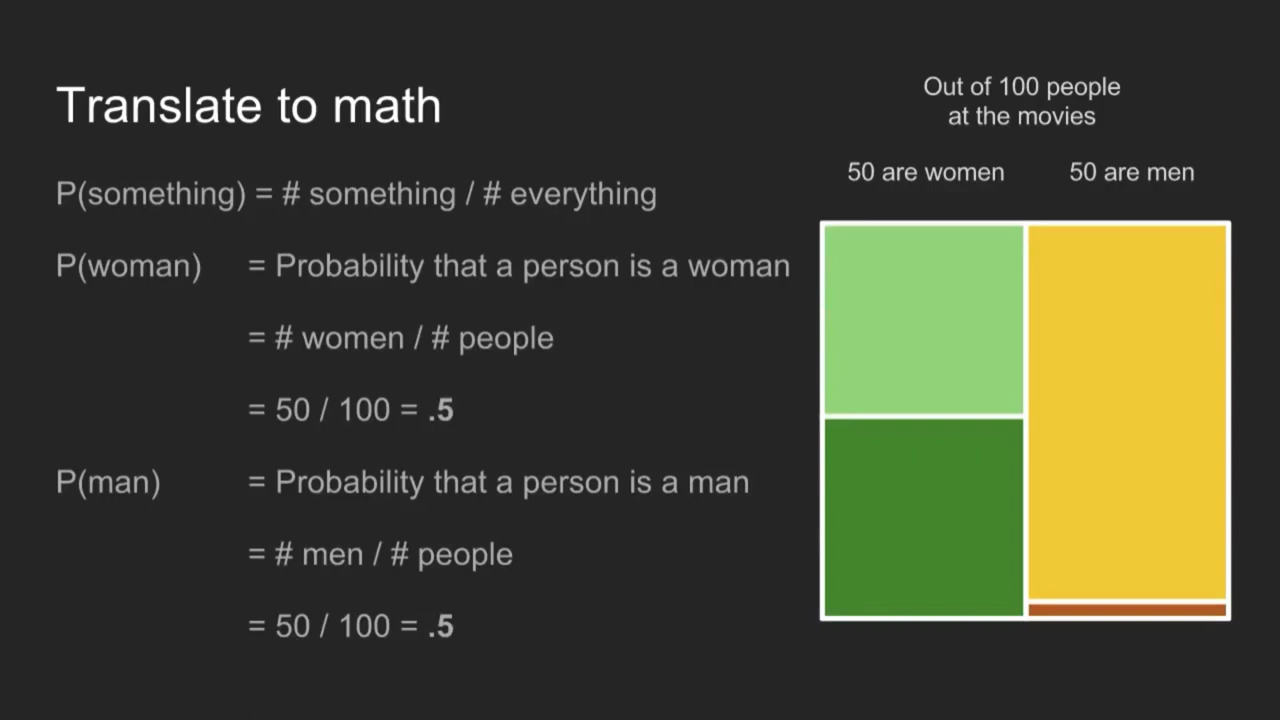 Translate to math
P(something) = # something / # everything
P(woman) = Probability that a person is a woman
= # women / # people
= 50 / 100 = .5
P(man) = Probability that a person is a man
= # men / # people
= 50 / 100 = .5
Out of 100 people
at the movies
50 are women 50 are men